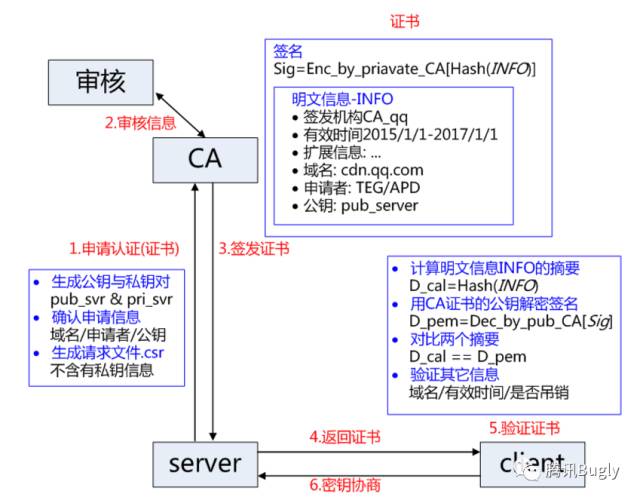 证书
签名
Sig=Enc_by_priavate_CA[Hash(INFO)]
明文信息-INFO
• 签发机构CA_qq
• 有效时间2015/1/1-2017/1/1
• 扩展信息: ...
• 域名: cdn.qq.com
• 申请者: TEG/APD
• 公钥: pub_server
审核
2.审核信息
CA
1.申请认证(证书)
3.签发证书
• 生成公钥与私钥对
pub_svr & pri_svr
• 确认申请信息
域名/申请者/公钥
• 生成请求文件.csr
不含有私钥信息
• 计算明文信息INFO的摘要
D_cal=Hash(INFO)
• 用CA证书的公钥解密签名
D_pem=Dec_by_pub_CA[Sig]
• 对比两个摘要
D_cal == D_pem
• 验证其它信息
域名/有效时间/是否吊销
server
4.返回证书
5.验证证书
client
6.密钥协商
腾讯Bugly